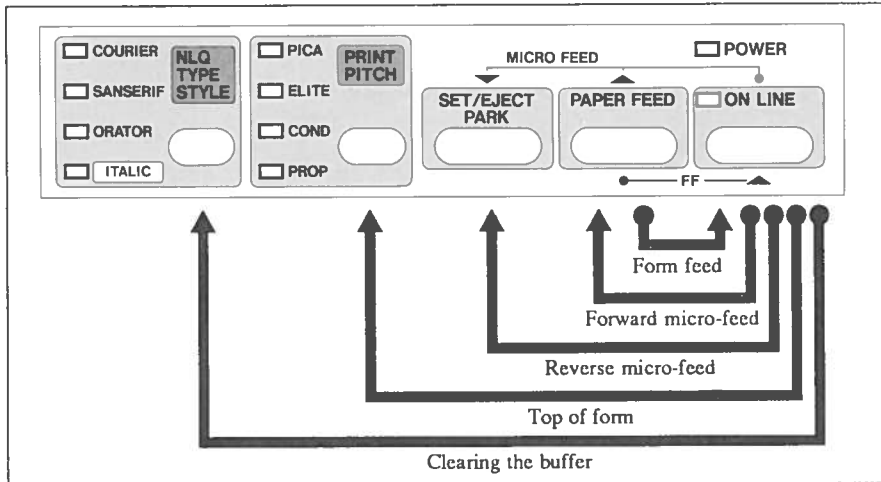 COURIER
SANSERIF
ORATOR
ITALIC
NLQ
TYPE
STYLE
PICA
ELITE
COND
PROP
PRINT
PITCH
MICRO FEED
POWER
SET/EJECT
PARK
PAPER FEED
ON LINE
FF
Form feed
Forward micro-feed
Reverse micro-feed
Top of form
Clearing the buffer